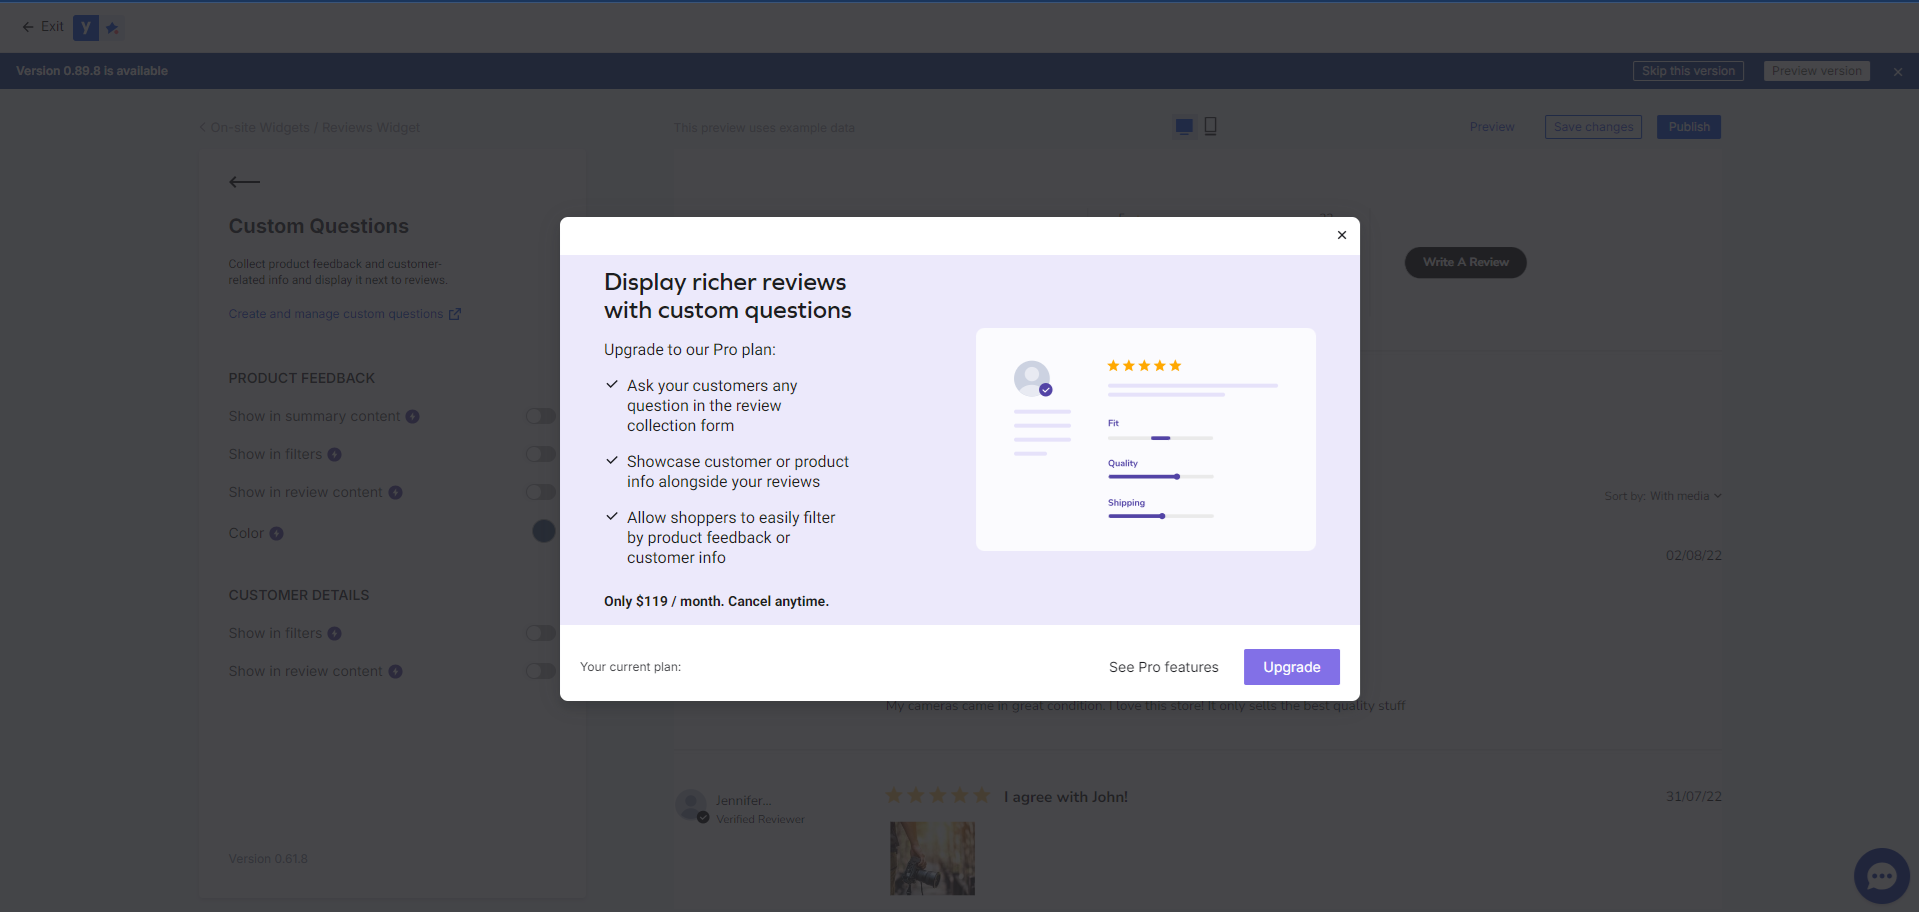 Exit
y
Version 0.89.8 is available
Skip this version
Preview version
On-site Widgets / Reviews Widget
This preview uses example data
Preview
Save changes
Publish
Custom Questions
Collect product feedback and customer-
related info and display it next to reviews.
Create and manage custom questions
PRODUCT FEEDBACK
Show in summary content
Show in filters
Show in review content
Color
CUSTOMER DETAILS
Show in filters
Show in review content
Version 0.61.8
Write A Review
Sort by: With media
02/08/22
Display richer reviews
with custom questions
Upgrade to our Pro plan:
Ask your customers any
question in the review
collection form
Showcase customer or product
info alongside your reviews
Allow shoppers to easily filter
by product feedback or
customer info
Only $119 / month. Cancel anytime.
Fit
Quality
Shipping
Your current plan:
See Pro features
Upgrade
My cameras came in great condition. I love this store! It only sells the best quality stuff
Jennifer...
Verified Reviewer
I agree with John!
31/07/22